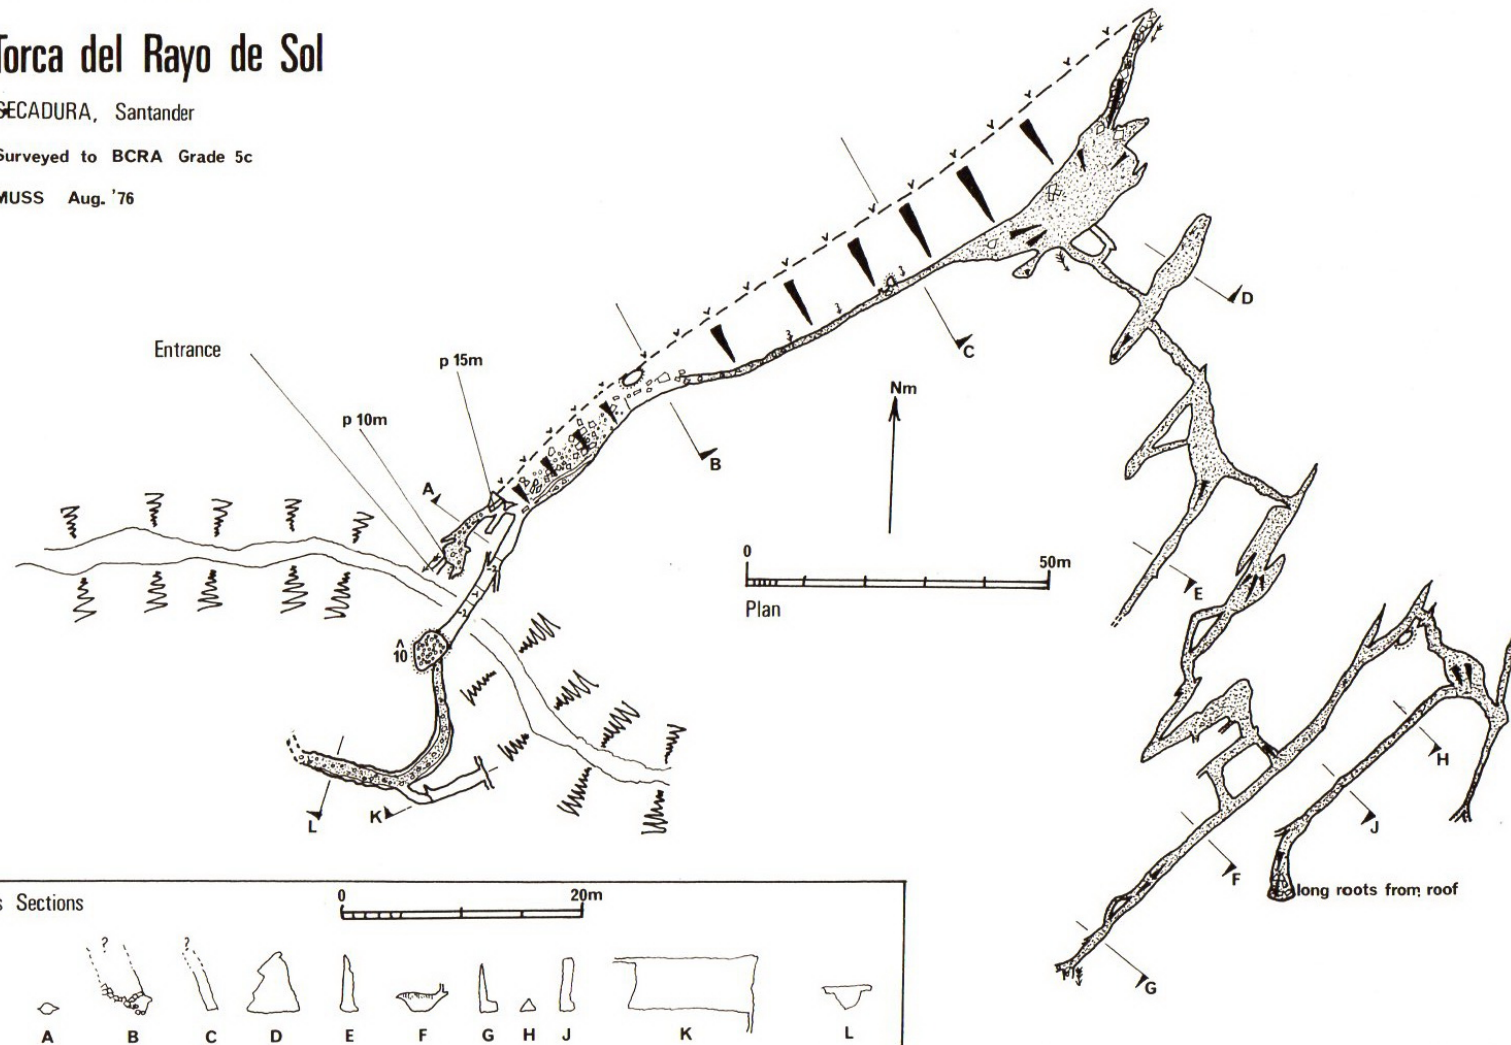 Torca del Rayo de Sol
SECADURA, Santander
Surveyed to BCRA Grade 5c
MUSS Aug. '76
Entrance
p 15m
p 10m
A
B
C
D
E
Nm
0
50m
Plan
10
L
K
H
J
F
G
long roots from roof
s Sections
0
20m
?
?
A
B
C
D
E
F
G
H
J
K
L